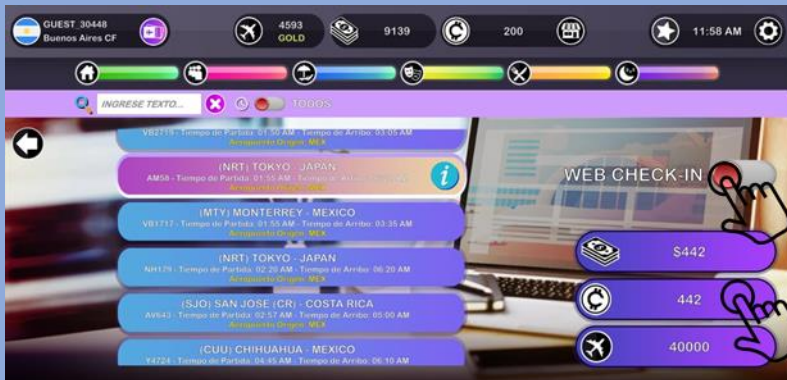 GUEST_30448
Buenos Aires CF
4593
GOLD
9139
200
11:58 AM
INGRESE TEXTO...
TODOS
VB2715 - Tiempo de Partida: 01:50 AM - Tiempo de Arribo: 03:05 AM
Aeropuerto Origen: MEX
(NRT) TOKYO - JAPAN
AM58 - Tiempo de Partida: 01:55 AM - Tiempo de Arribo:
Aeropuerto Origen: MEX
WEB CHECK-IN
(MTY) MONTERREY - MEXICO
VB1717 - Tiempo de Partida: 01:55 AM - Tiempo de Arribo: 03:35 AM
Aeropuerto Origen: MEX
(NRT) TOKYO - JAPAN
NH179 - Tiempo de Partida: 02:20 AM - Tiempo de Arribo: 06:20 AM
Aeropuerto Origen: MEX
(SJO) SAN JOSE (CR) - COSTA RICA
AV643 - Tiempo de Partida: 02:57 AM - Tiempo de Arribo: 05:00 AM
Aeropuerto Origen: MEX
(CUU) CHIHUAHUA - MEXICO
Y4724 - Tiempo de Partida: 04:45 AM - Tiempo de Arribo: 06:10 AM
$442
442
40000